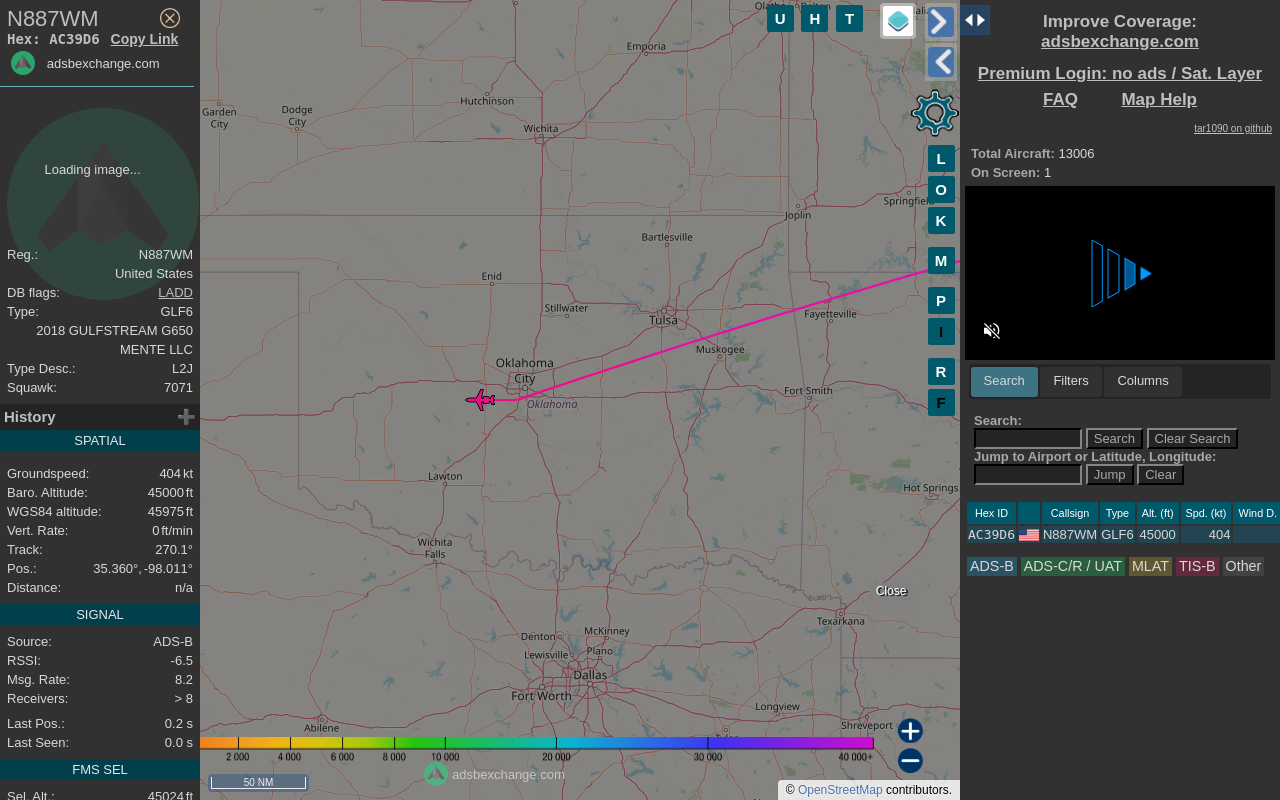 N887WM
Hex: AC39D6 Copy Link
adsbexchange.com
Loading image...
Reg.: N887WM
United States
DB flags: LADD
Type: GLF6
2018 GULFSTREAM G650
MENTE LLC
Type Desc.: L2J
Squawk: 7071
History
SPATIAL
Groundspeed: 404 kt
Baro. Altitude: 45000 ft
WGS84 altitude: 45975 ft
Vert. Rate: 0 ft/min
Track: 270.1°
Pos.: 35.360°, -98.011°
Distance: n/a
SIGNAL
Source: ADS-B
RSSI: -6.5
Msg. Rate: 8.2
Receivers: > 8
Last Pos.: 0.2 s
Last Seen: 0.0 s
FMS SEL
Sel. Alt.: 45024 ft
U H T
L
O
K
M
P
I
R
F
Emporia
Garden City
Dodge City
Hutchinson
Wichita
Joplin
Springfield
Bartlesville
Enid
Stillwater
Tulsa
Fayetteville
Muskogee
Oklahoma City
Oklahoma
Fort Smith
Lawton
Hot Springs
Wichita Falls
Close
Texarkana
Denton
McKinney
Lewisville
Plano
Dallas
Fort Worth
Longview
Abilene
Shreveport
2 000 4 000 6 000 8 000 10 000 20 000 30 000 40 000+
adsbexchange.com
50 NM
© OpenStreetMap contributors.
Improve Coverage:
adsbexchange.com
Premium Login: no ads / Sat. Layer
FAQ Map Help
tar1090 on github
Total Aircraft: 13006
On Screen: 1
Search Filters Columns
Search:
Search Clear Search
Jump to Airport or Latitude, Longitude:
Jump Clear
Hex ID Callsign Type Alt. (ft) Spd. (kt) Wind D.
AC39D6 N887WM GLF6 45000 404
ADS-B ADS-C/R / UAT MLAT TIS-B Other